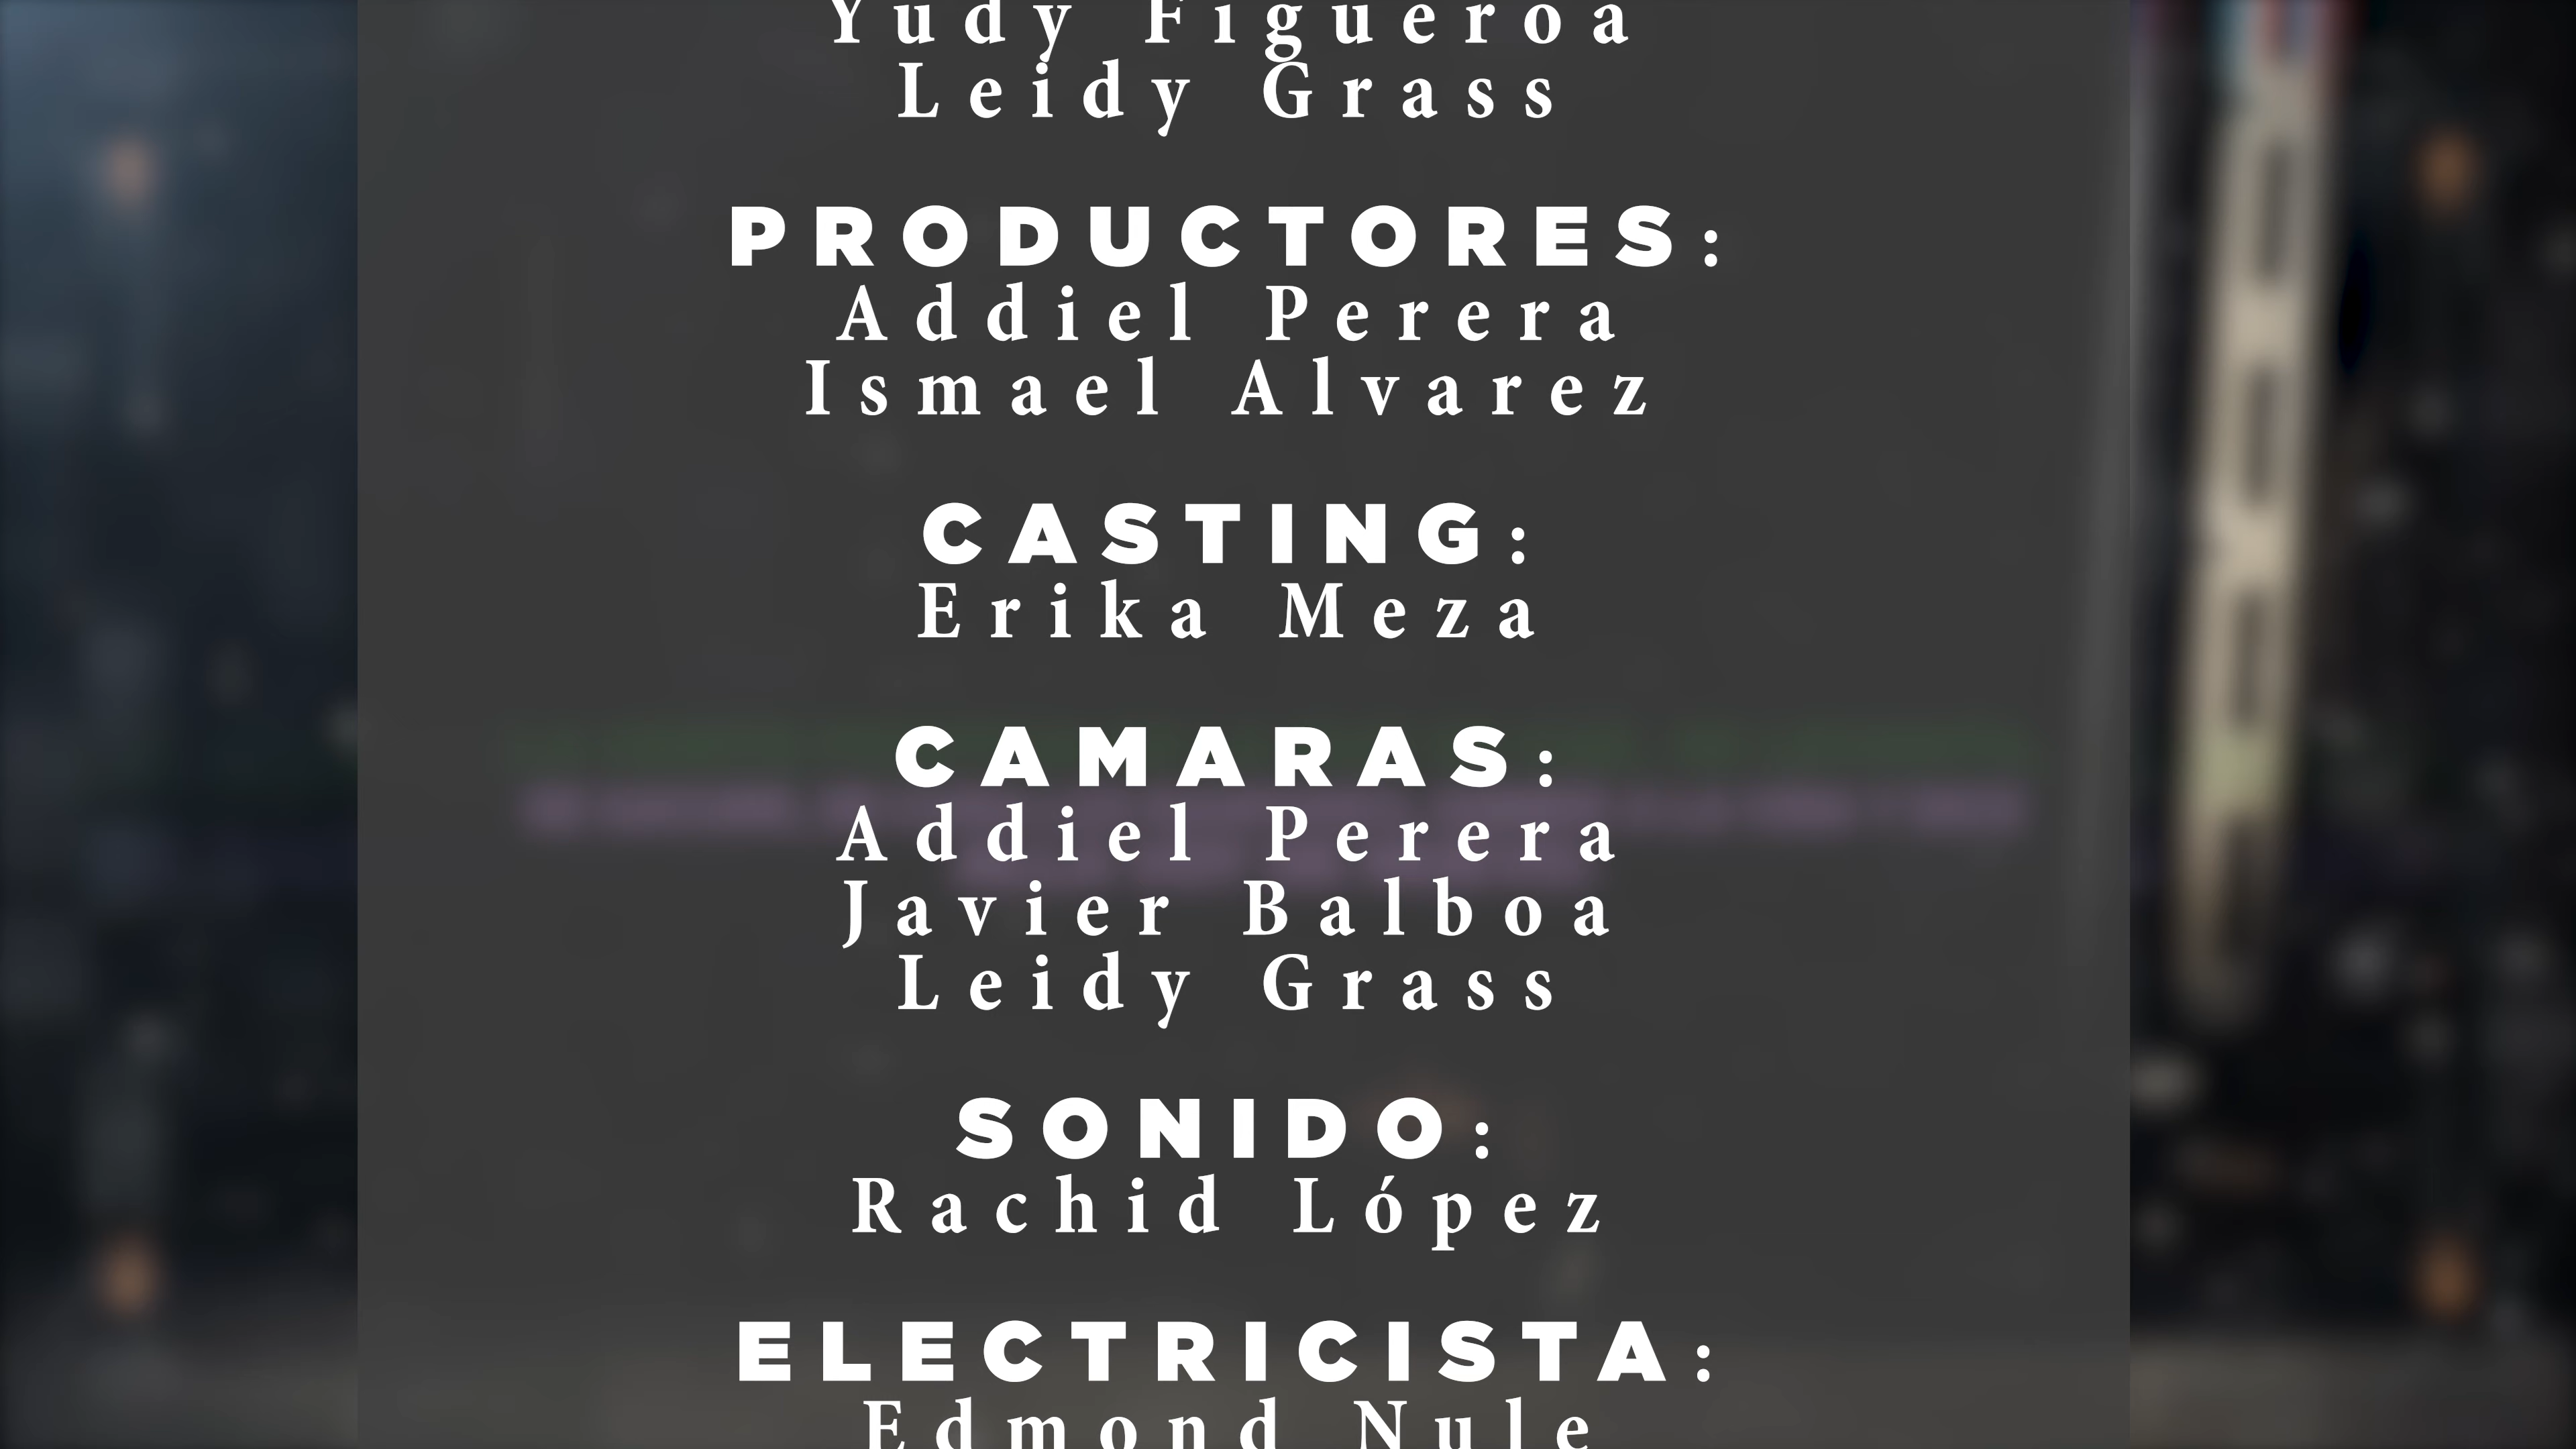 Yudy Figueroa
Leidy Grass
PRODUCTORES:
Addiel Perera
Ismael Alvarez
CASTING:
Erika Meza
CAMARAS:
Addiel Perera
Javier Balboa
Leidy Grass
SONIDO:
Rachid López
ELECTRICISTA:
Edmond Nule